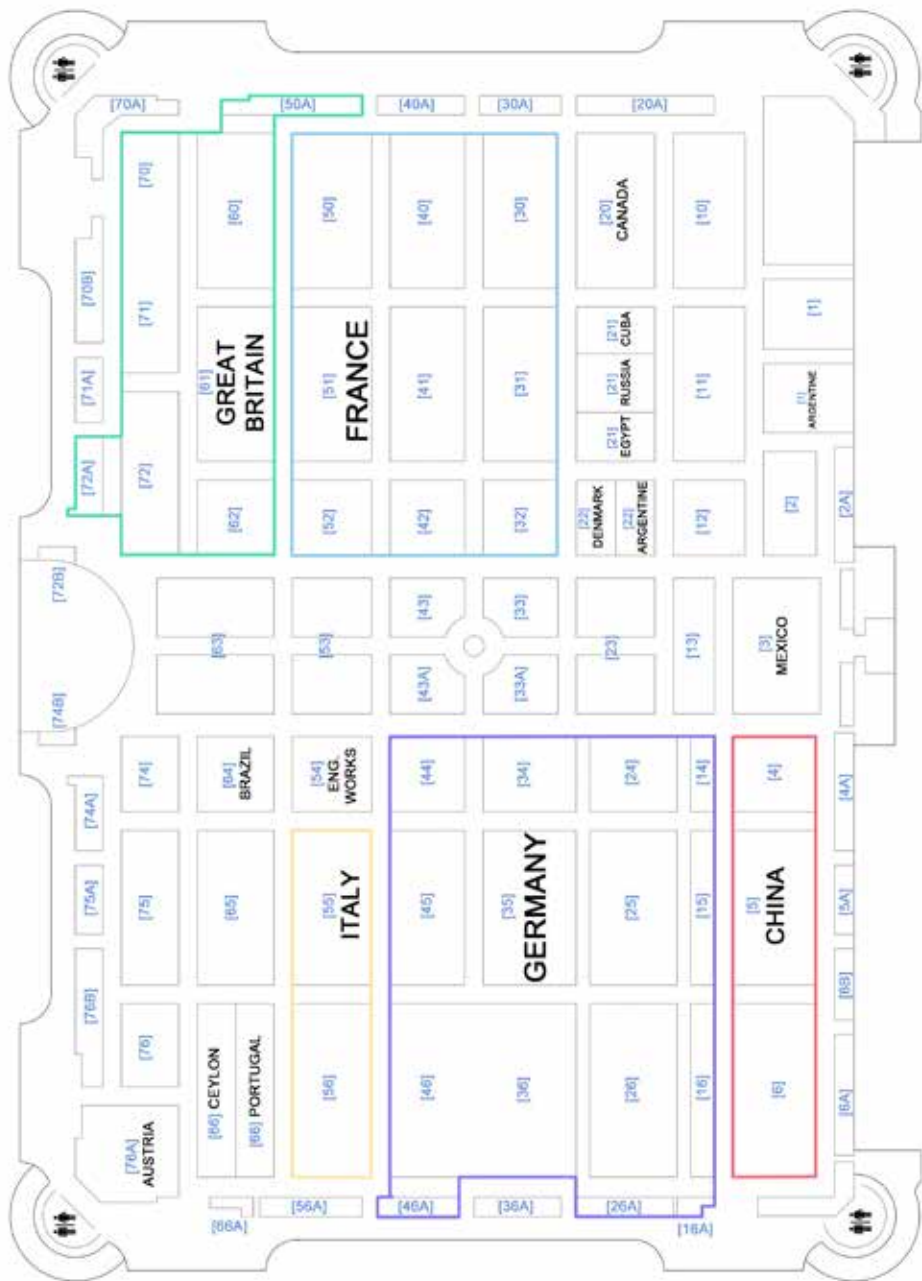 [74B]
[72B]
[76B]
[75A]
[74A]
[72A]
[71A]
[70B]
[76A]
AUSTRIA
[76]
[75]
[74]
[72]
[71]
[70]
[70A]
[66A]
[66] CEYLON
[66] PORTUGAL
[65]
[64]
BRAZIL
[63]
[62]
[61]
GREAT
BRITAIN
[60]
[56A]
[56]
[55]
ITALY
[54]
ENG.
WORKS
[53]
[52]
[51]
FRANCE
[50]
[50A]
[46A]
[46]
[45]
[44]
[43A]
[43]
[42]
[41]
[40]
[40A]
[36A]
[36]
[35]
GERMANY
[34]
[33A]
[33]
[32]
[31]
[30]
[30A]
[26A]
[26]
[25]
[24]
[23]
[22]
DENMARK
[22]
ARGENTINE
[21]
EGYPT
[21]
RUSSIA
[21]
CUBA
[20]
CANADA
[20A]
[16A]
[16]
[15]
[14]
[13]
[12]
[11]
[10]
[6]
[5]
CHINA
[4]
[3]
MEXICO
[2]
[1]
ARGENTINE
[1]
[6A]
[6B]
[5A]
[4A]
[2A]